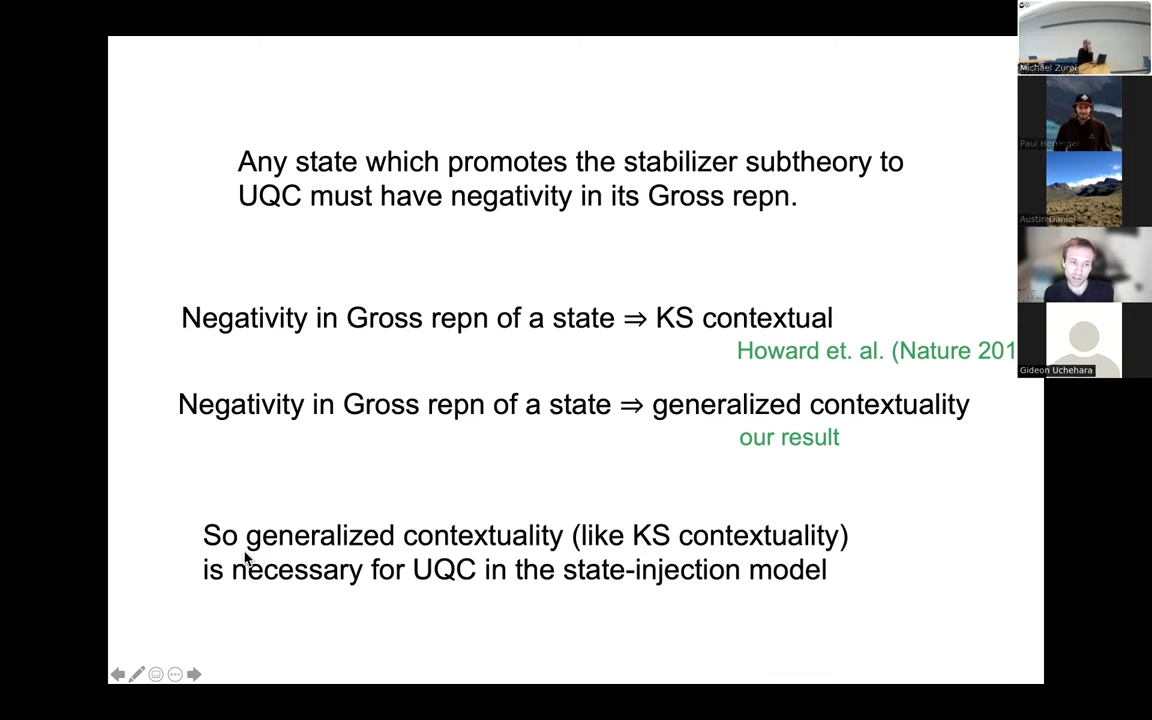 Any state which promotes the stabilizer subtheory to
UQC must have negativity in its Gross repn.
Negativity in Gross repn of a state ⇒ KS contextual
Howard et. al. (Nature 201
Negativity in Gross repn of a state ⇒ generalized contextuality
our result
So generalized contextuality (like KS contextuality)
is necessary for UQC in the state-injection model
Michael Zurel
Paul Herringer
Austin Daniel
Gideon Uchehara